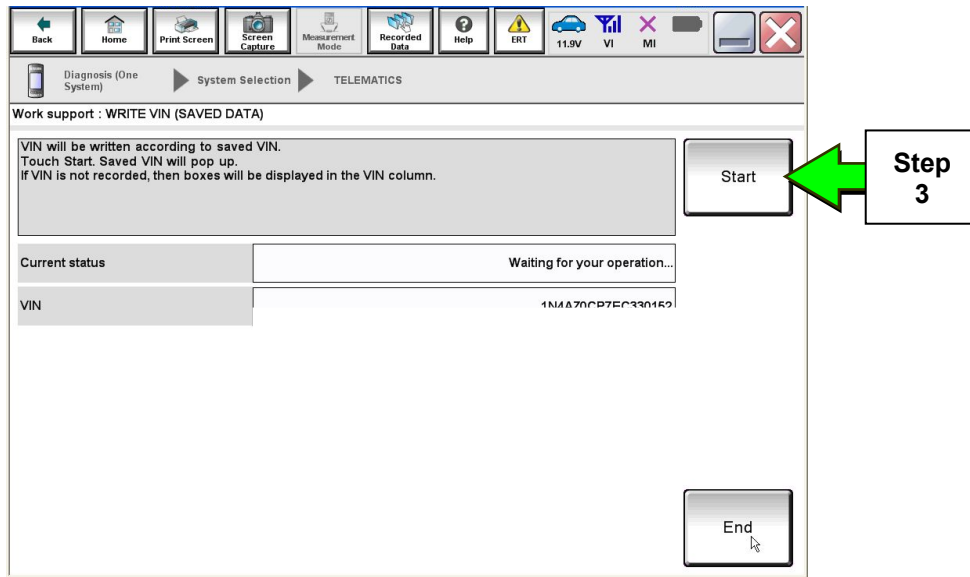 Back
Home
Print Screen
Screen
Capture
Measurement
Mode
Recorded
Data
Help
ERT
11.9V
VI
MI
Diagnosis (One
System)
System Selection
TELEMATICS
Work support : WRITE VIN (SAVED DATA)
VIN will be written according to saved VIN.
Touch Start. Saved VIN will pop up.
If VIN is not recorded, then boxes will be displayed in the VIN column.
Start
Step
3
Current status
Waiting for your operation...
VIN
1N4AZ0CP7EC330152
End